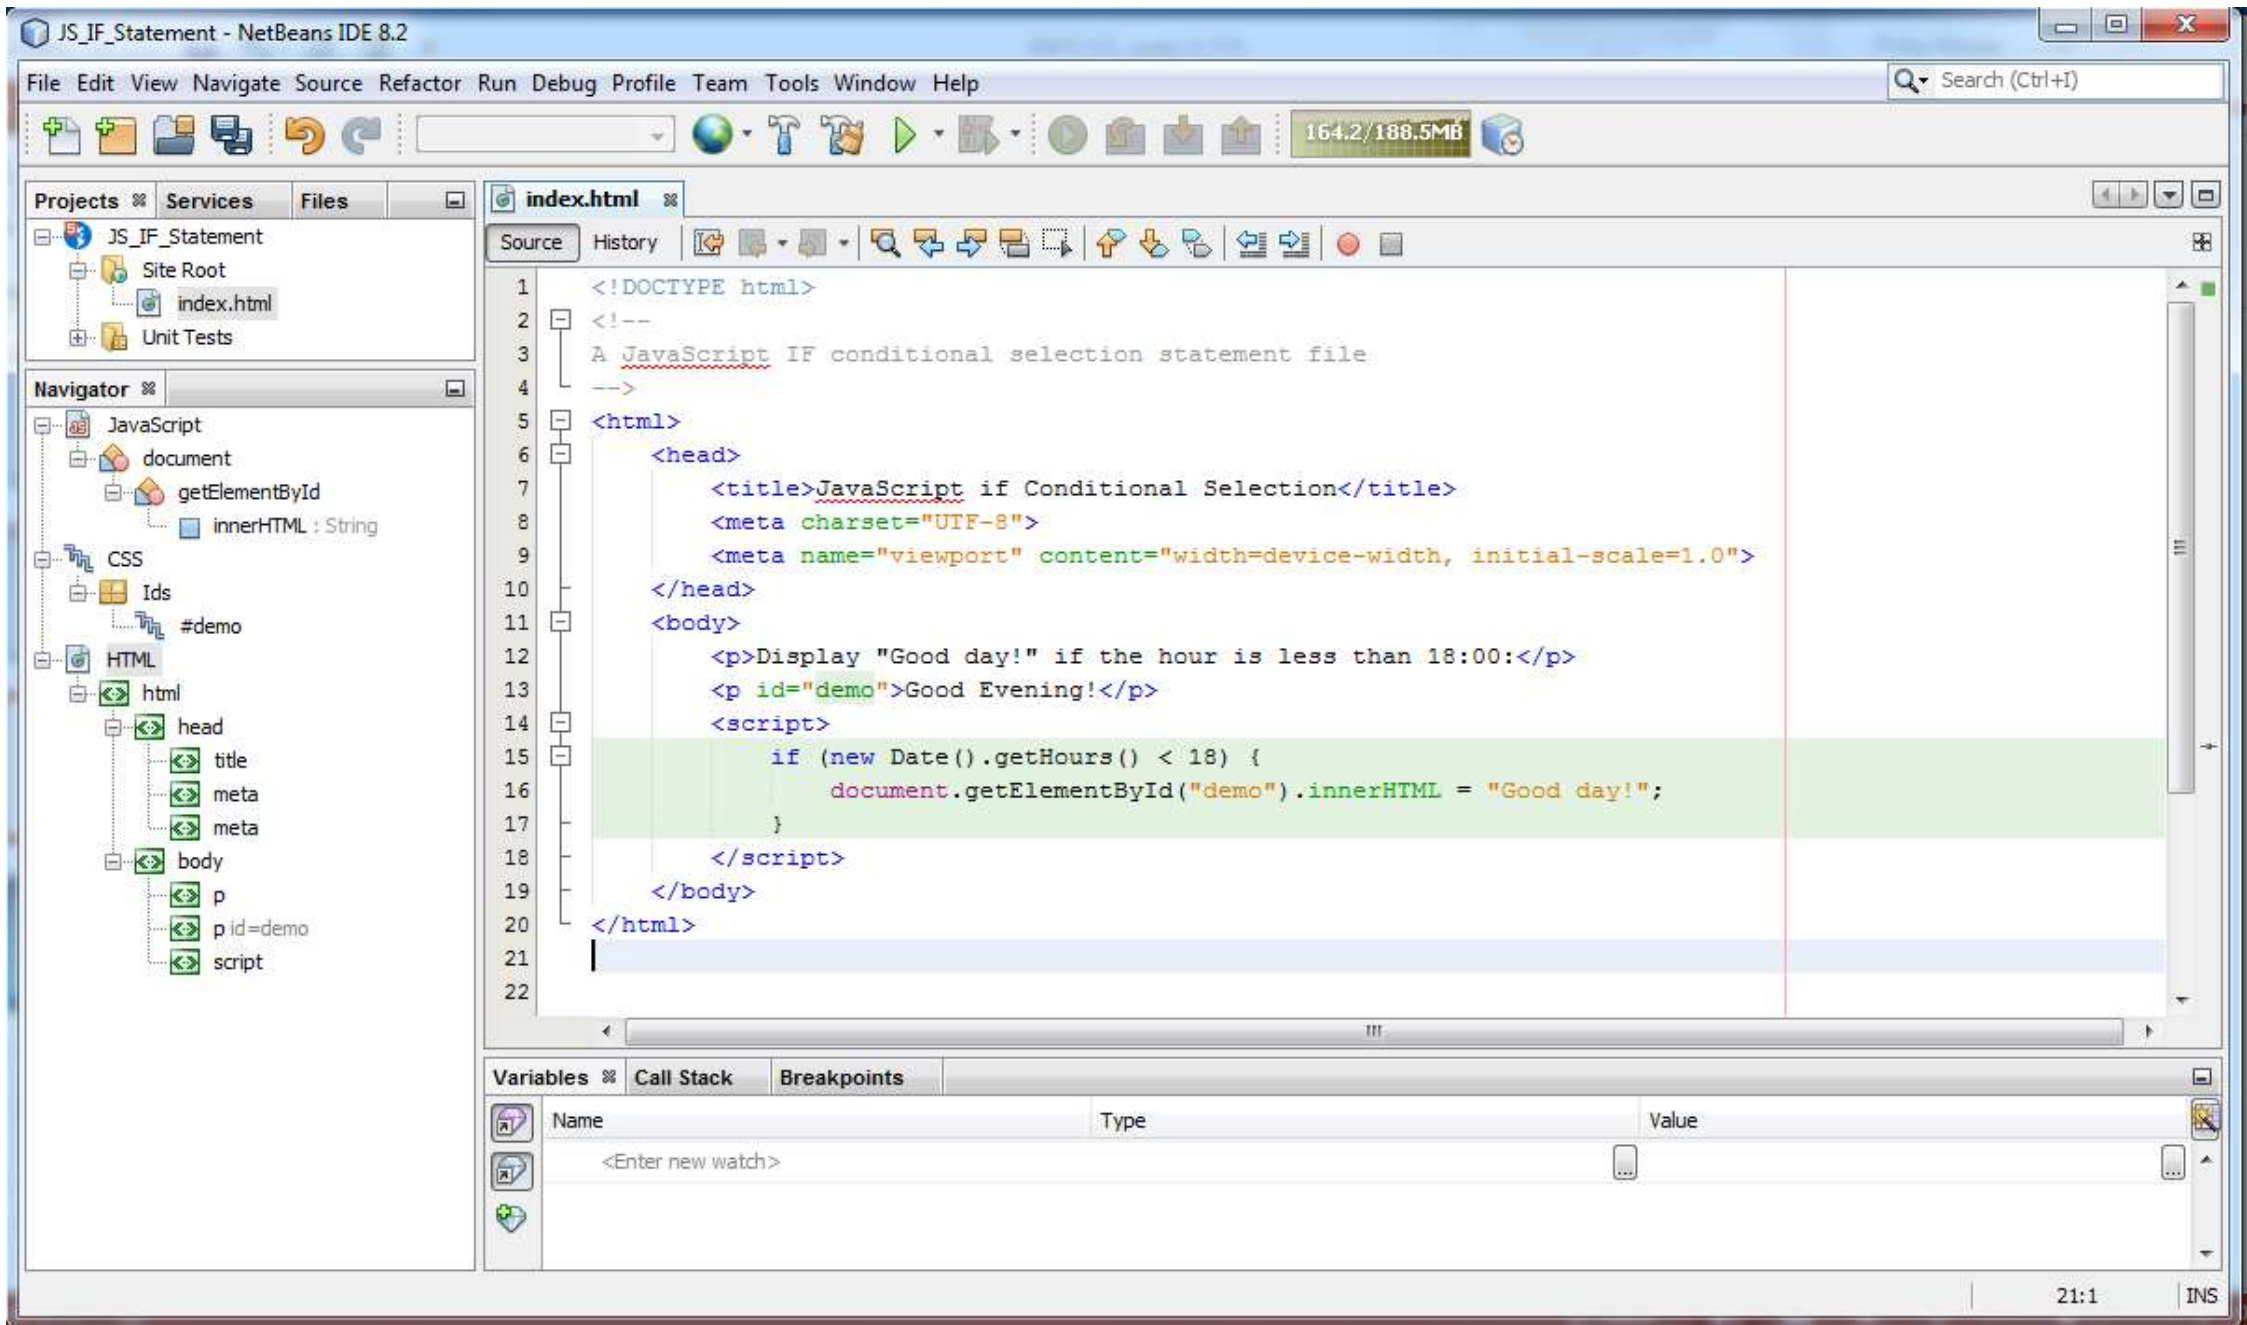 JS_IF_Statement - NetBeans IDE 8.2
File Edit View Navigate Source Refactor Run Debug Profile Team Tools Window Help
Search (Ctrl+I)
164.2/188.5MB
Projects Services Files
JS_IF_Statement
Site Root
index.html
Unit Tests
Navigator
JavaScript
document
getElementById
innerHTML : String
CSS
Ids
#demo
HTML
html
head
title
meta
meta
body
p
p id=demo
script
index.html
Source History
1 <!DOCTYPE html>
2 <!--
3 A JavaScript IF conditional selection statement file
4 -->
5 <html>
6 <head>
7 <title>JavaScript if Conditional Selection</title>
8 <meta charset="UTF-8">
9 <meta name="viewport" content="width=device-width, initial-scale=1.0">
10 </head>
11 <body>
12 <p>Display "Good day!" if the hour is less than 18:00:</p>
13 <p id="demo">Good Evening!</p>
14 <script>
15 if (new Date().getHours() < 18) {
16 document.getElementById("demo").innerHTML = "Good day!";
17 }
18 </script>
19 </body>
20 </html>
21
22
Variables Call Stack Breakpoints
Name Type Value
<Enter new watch> ... ...
21:1 INS